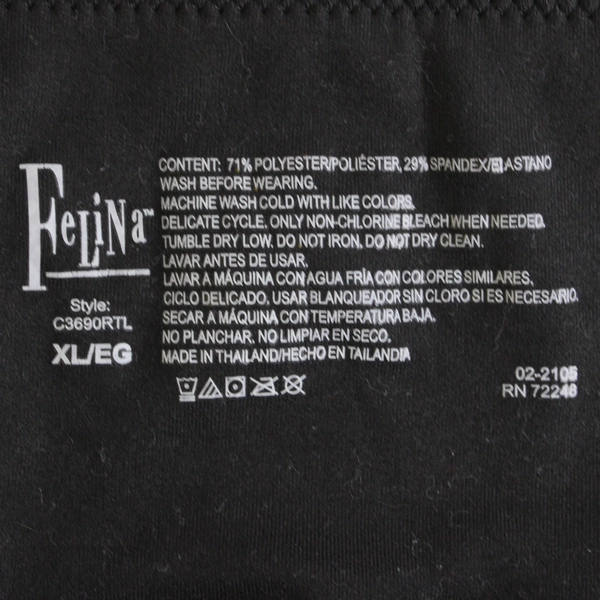 FeLiNa™
Style:
C3690RTL
XL/EG
CONTENT: 71% POLYESTER/POLIÉSTER, 29% SPANDEX/ELASTANO
WASH BEFORE WEARING.
MACHINE WASH COLD WITH LIKE COLORS.
DELICATE CYCLE. ONLY NON-CHLORINE BLEACH WHEN NEEDED.
TUMBLE DRY LOW. DO NOT IRON. DO NOT DRY CLEAN.
LAVAR ANTES DE USAR.
LAVAR A MÁQUINA CON AGUA FRÍA CON COLORES SIMILARES.
CICLO DELICADO, USAR BLANQUEADOR SIN CLORO SI ES NECESARIO.
SECAR A MÁQUINA CON TEMPERATURA BAJA.
NO PLANCHAR. NO LIMPIAR EN SECO.
MADE IN THAILAND/HECHO EN TAILANDIA
02-2105
RN 72248